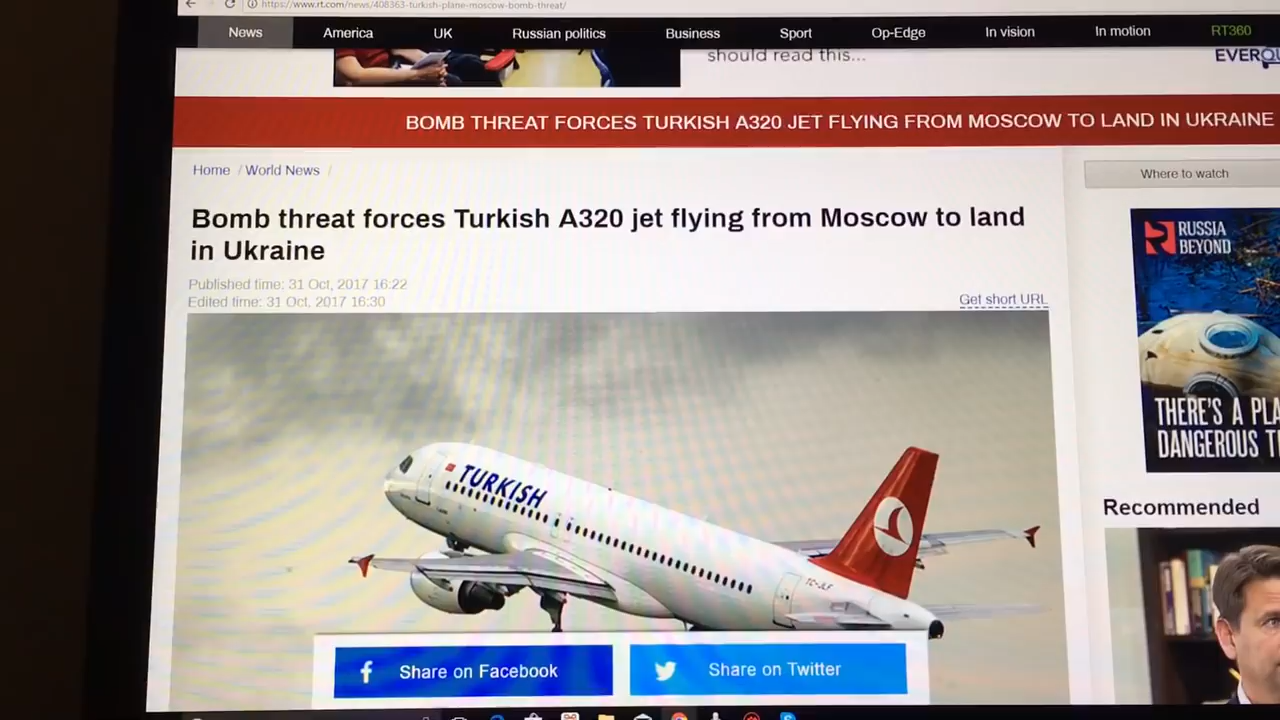 https://www.rt.com/news/408363-turkish-plane-moscow-bomb-threat/
News America UK Russian politics Business Sport Op-Edge In vision In motion RT360
should read this...
BOMB THREAT FORCES TURKISH A320 JET FLYING FROM MOSCOW TO LAND IN UKRAINE
Home / World News /
Where to watch
Bomb threat forces Turkish A320 jet flying from Moscow to land
in Ukraine
Published time: 31 Oct, 2017 16:22
Edited time: 31 Oct, 2017 16:30
Get short URL
RUSSIA
BEYOND
THERE'S A
DANGEROUS
TURKISH
TC-JLF
Recommended
Share on Facebook
Share on Twitter